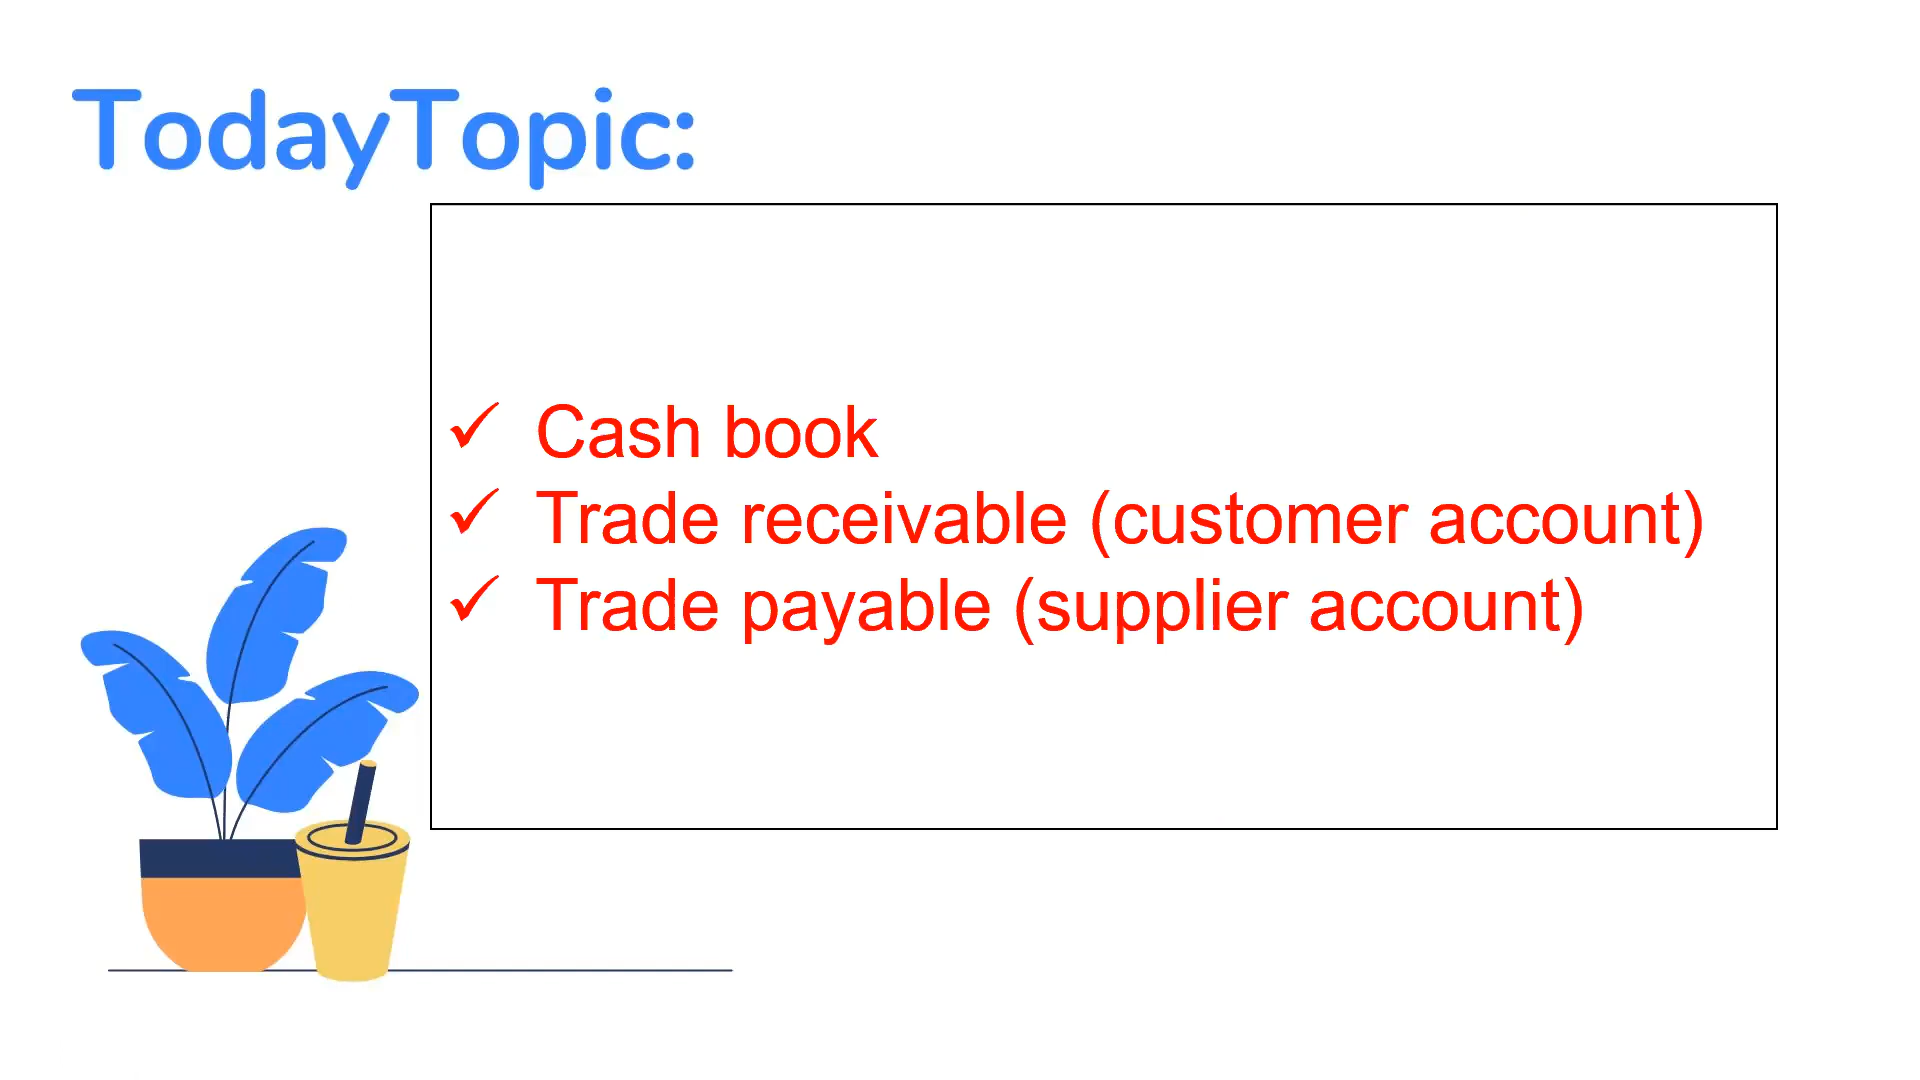 TodayTopic:
✓ Cash book
✓ Trade receivable (customer account)
✓ Trade payable (supplier account)